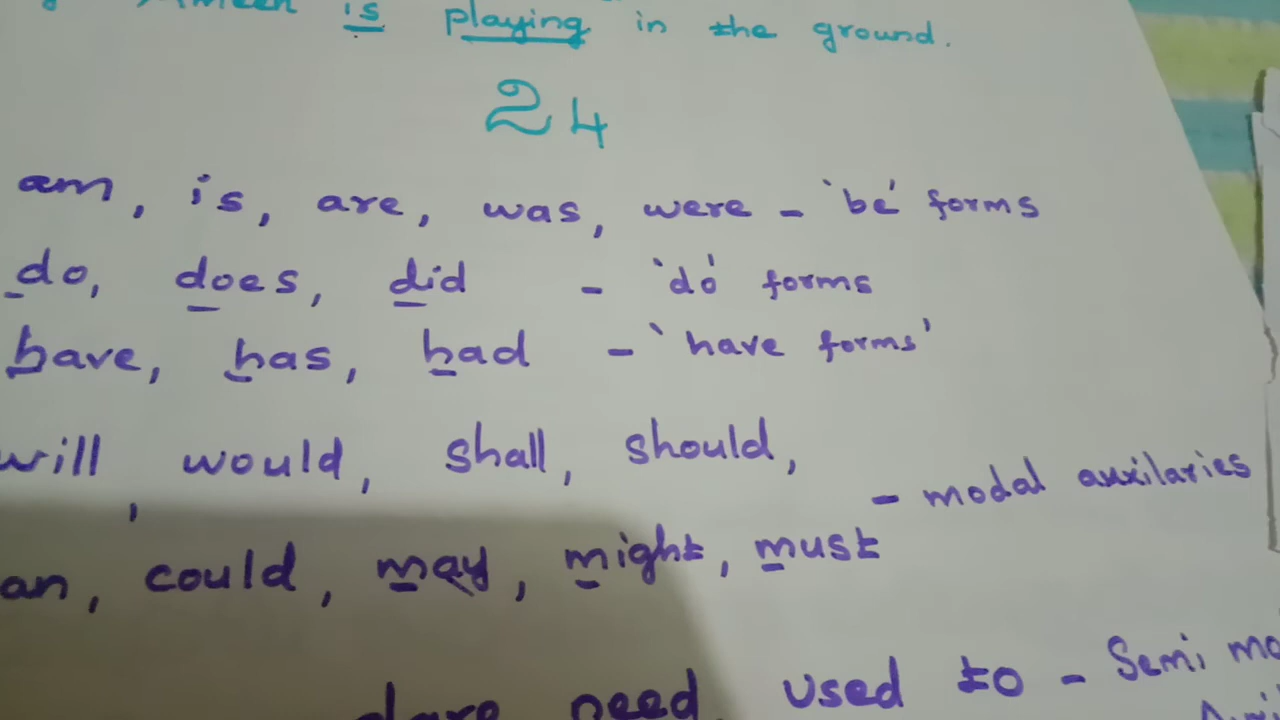 is playing in the ground.
24
am, is, are, was, were - 'be' forms
do, does, did - 'do' forms
have, has, had - 'have forms'
will, would, shall, should,
- modal auxilaries
an, could, may, might, must
dare need, used to - Semi